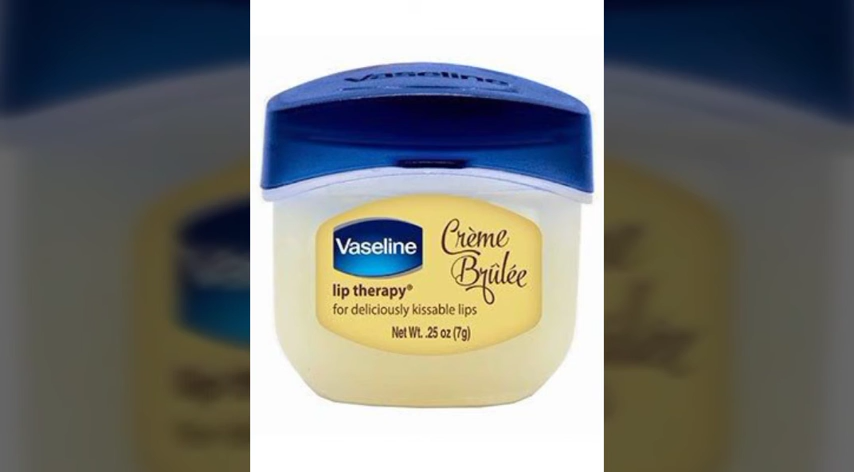 Vaseline
Vaseline
Crème
Brûlée
lip therapy®
for deliciously kissable lips
Net Wt. .25 oz (7g)